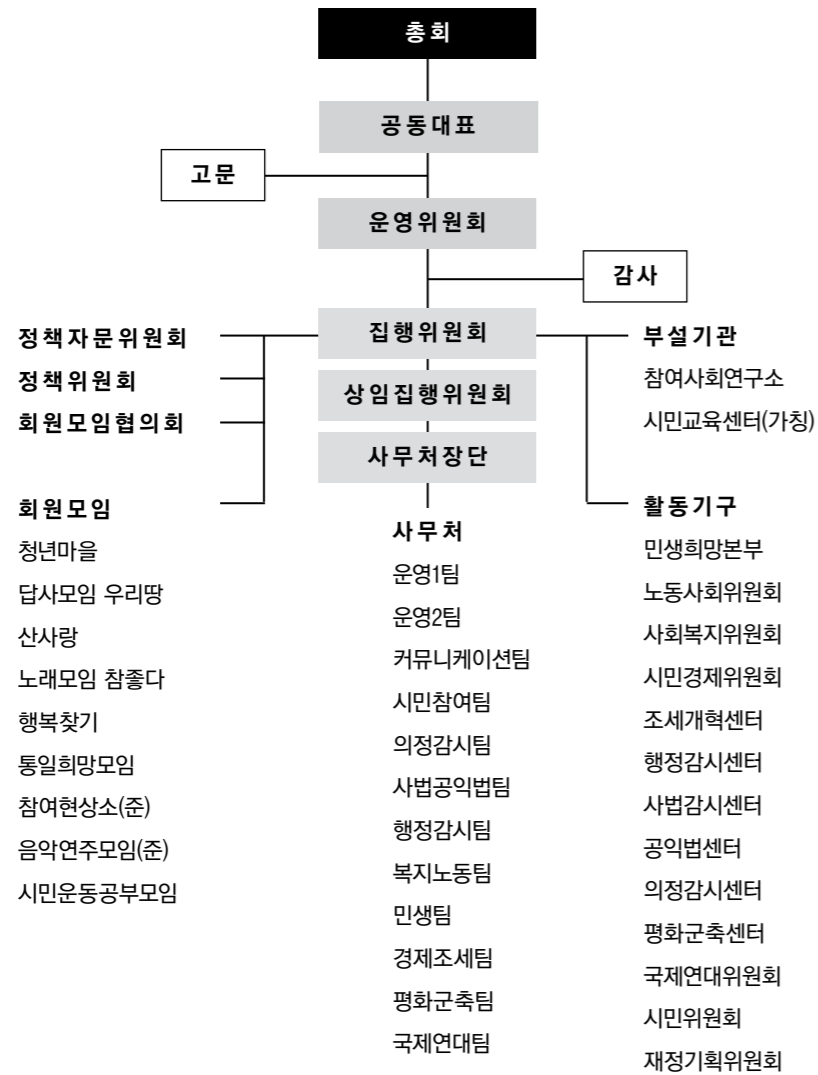 총회
공동대표
고문
운영위원회
감사
집행위원회
상임집행위원회
사무처장단
정책자문위원회
정책위원회
회원모임협의회
회원모임
청년마을
답사모임 우리땅
산사랑
노래모임 참좋다
행복찾기
통일희망모임
참여현상소(준)
음악연주모임(준)
시민운동공부모임
사무처
운영1팀
운영2팀
커뮤니케이션팀
시민참여팀
의정감시팀
사법공익법팀
행정감시팀
복지노동팀
민생팀
경제조세팀
평화군축팀
국제연대팀
부설기관
참여사회연구소
시민교육센터(가칭)
활동기구
민생희망본부
노동사회위원회
사회복지위원회
시민경제위원회
조세개혁센터
행정감시센터
사법감시센터
공익법센터
의정감시센터
평화군축센터
국제연대위원회
시민위원회
재정기획위원회